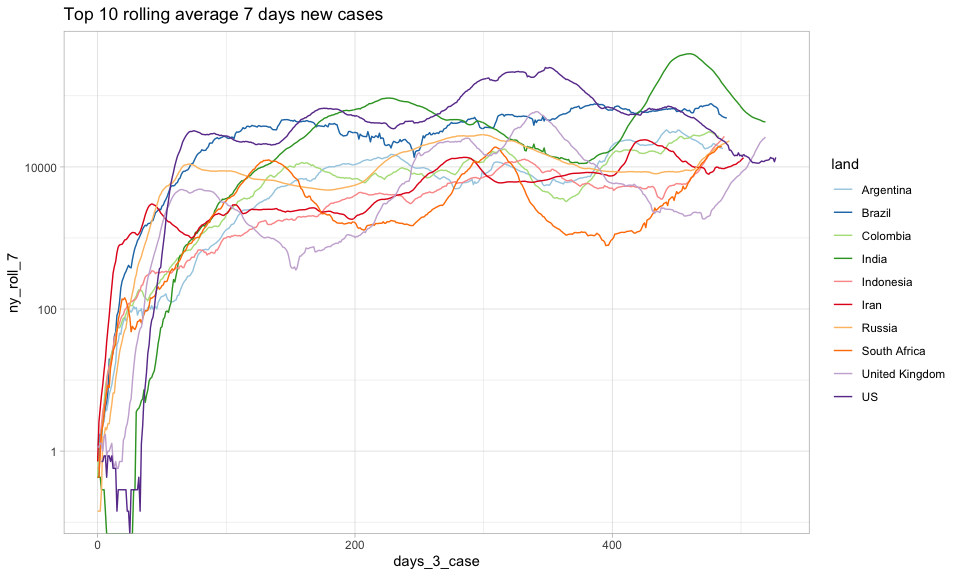 Top 10 rolling average 7 days new cases
ny_roll_7
10000
100
1
0
200
400
days_3_case
land
Argentina
Brazil
Colombia
India
Indonesia
Iran
Russia
South Africa
United Kingdom
US